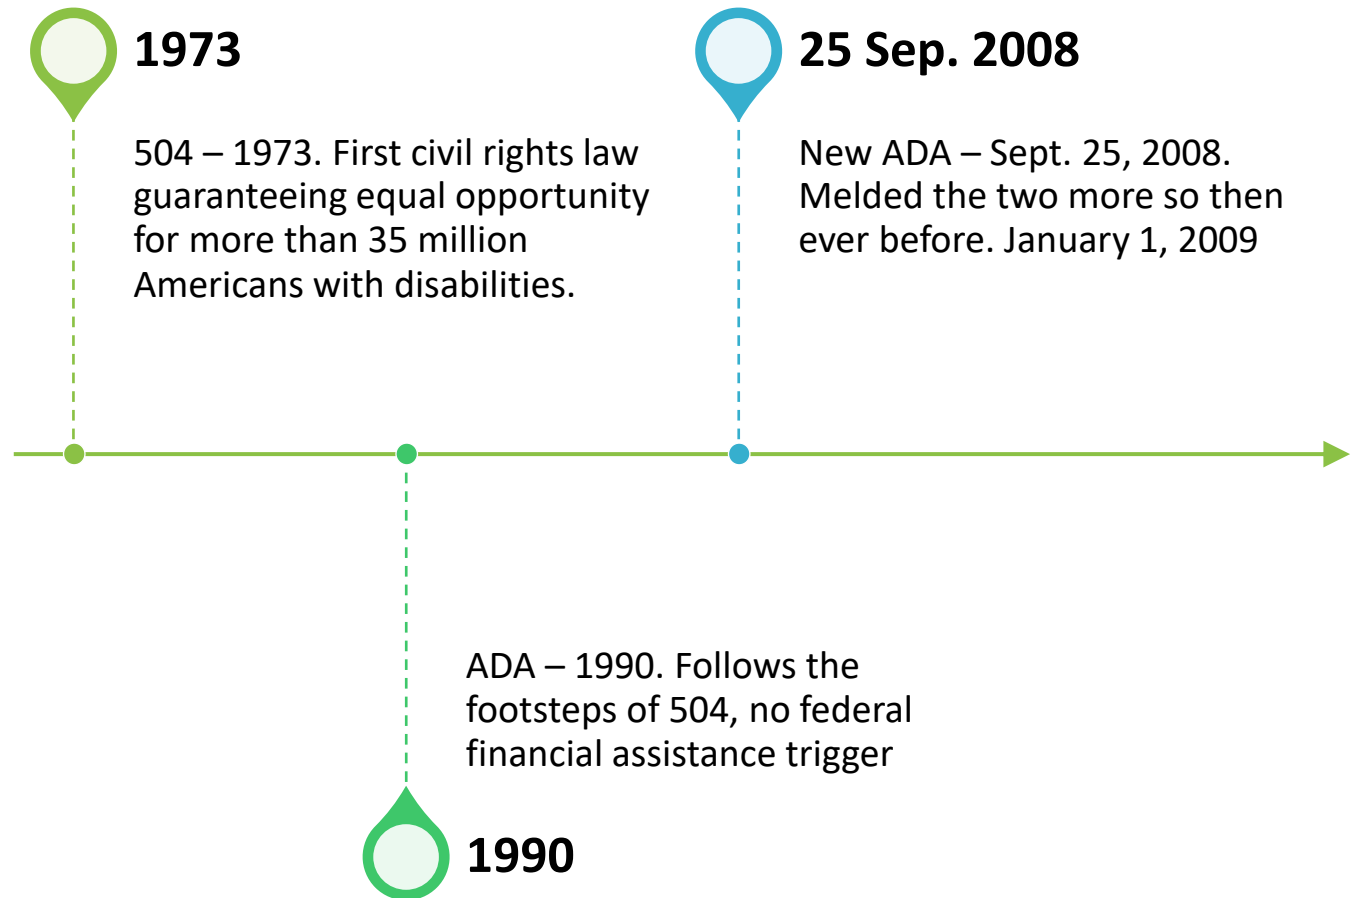 1973
504 – 1973. First civil rights law
guaranteeing equal opportunity
for more than 35 million
Americans with disabilities.
25 Sep. 2008
New ADA – Sept. 25, 2008.
Melded the two more so then
ever before. January 1, 2009
ADA – 1990. Follows the
footsteps of 504, no federal
financial assistance trigger
1990